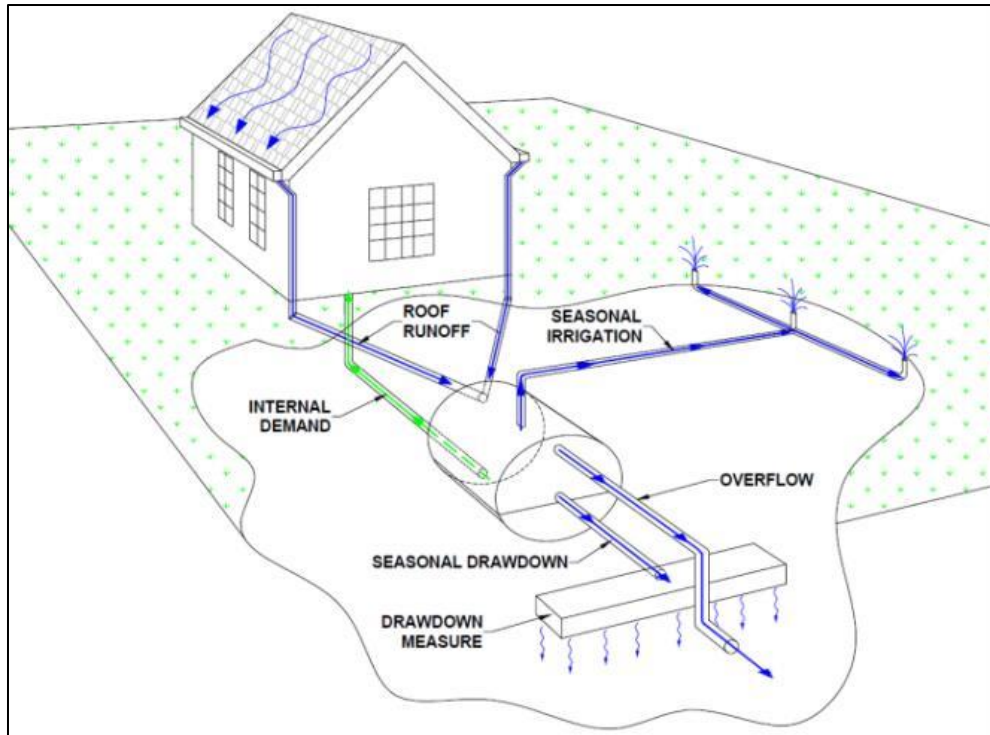 ROOF
RUNOFF
SEASONAL
IRRIGATION
INTERNAL
DEMAND
OVERFLOW
SEASONAL DRAWDOWN
DRAWDOWN
MEASURE